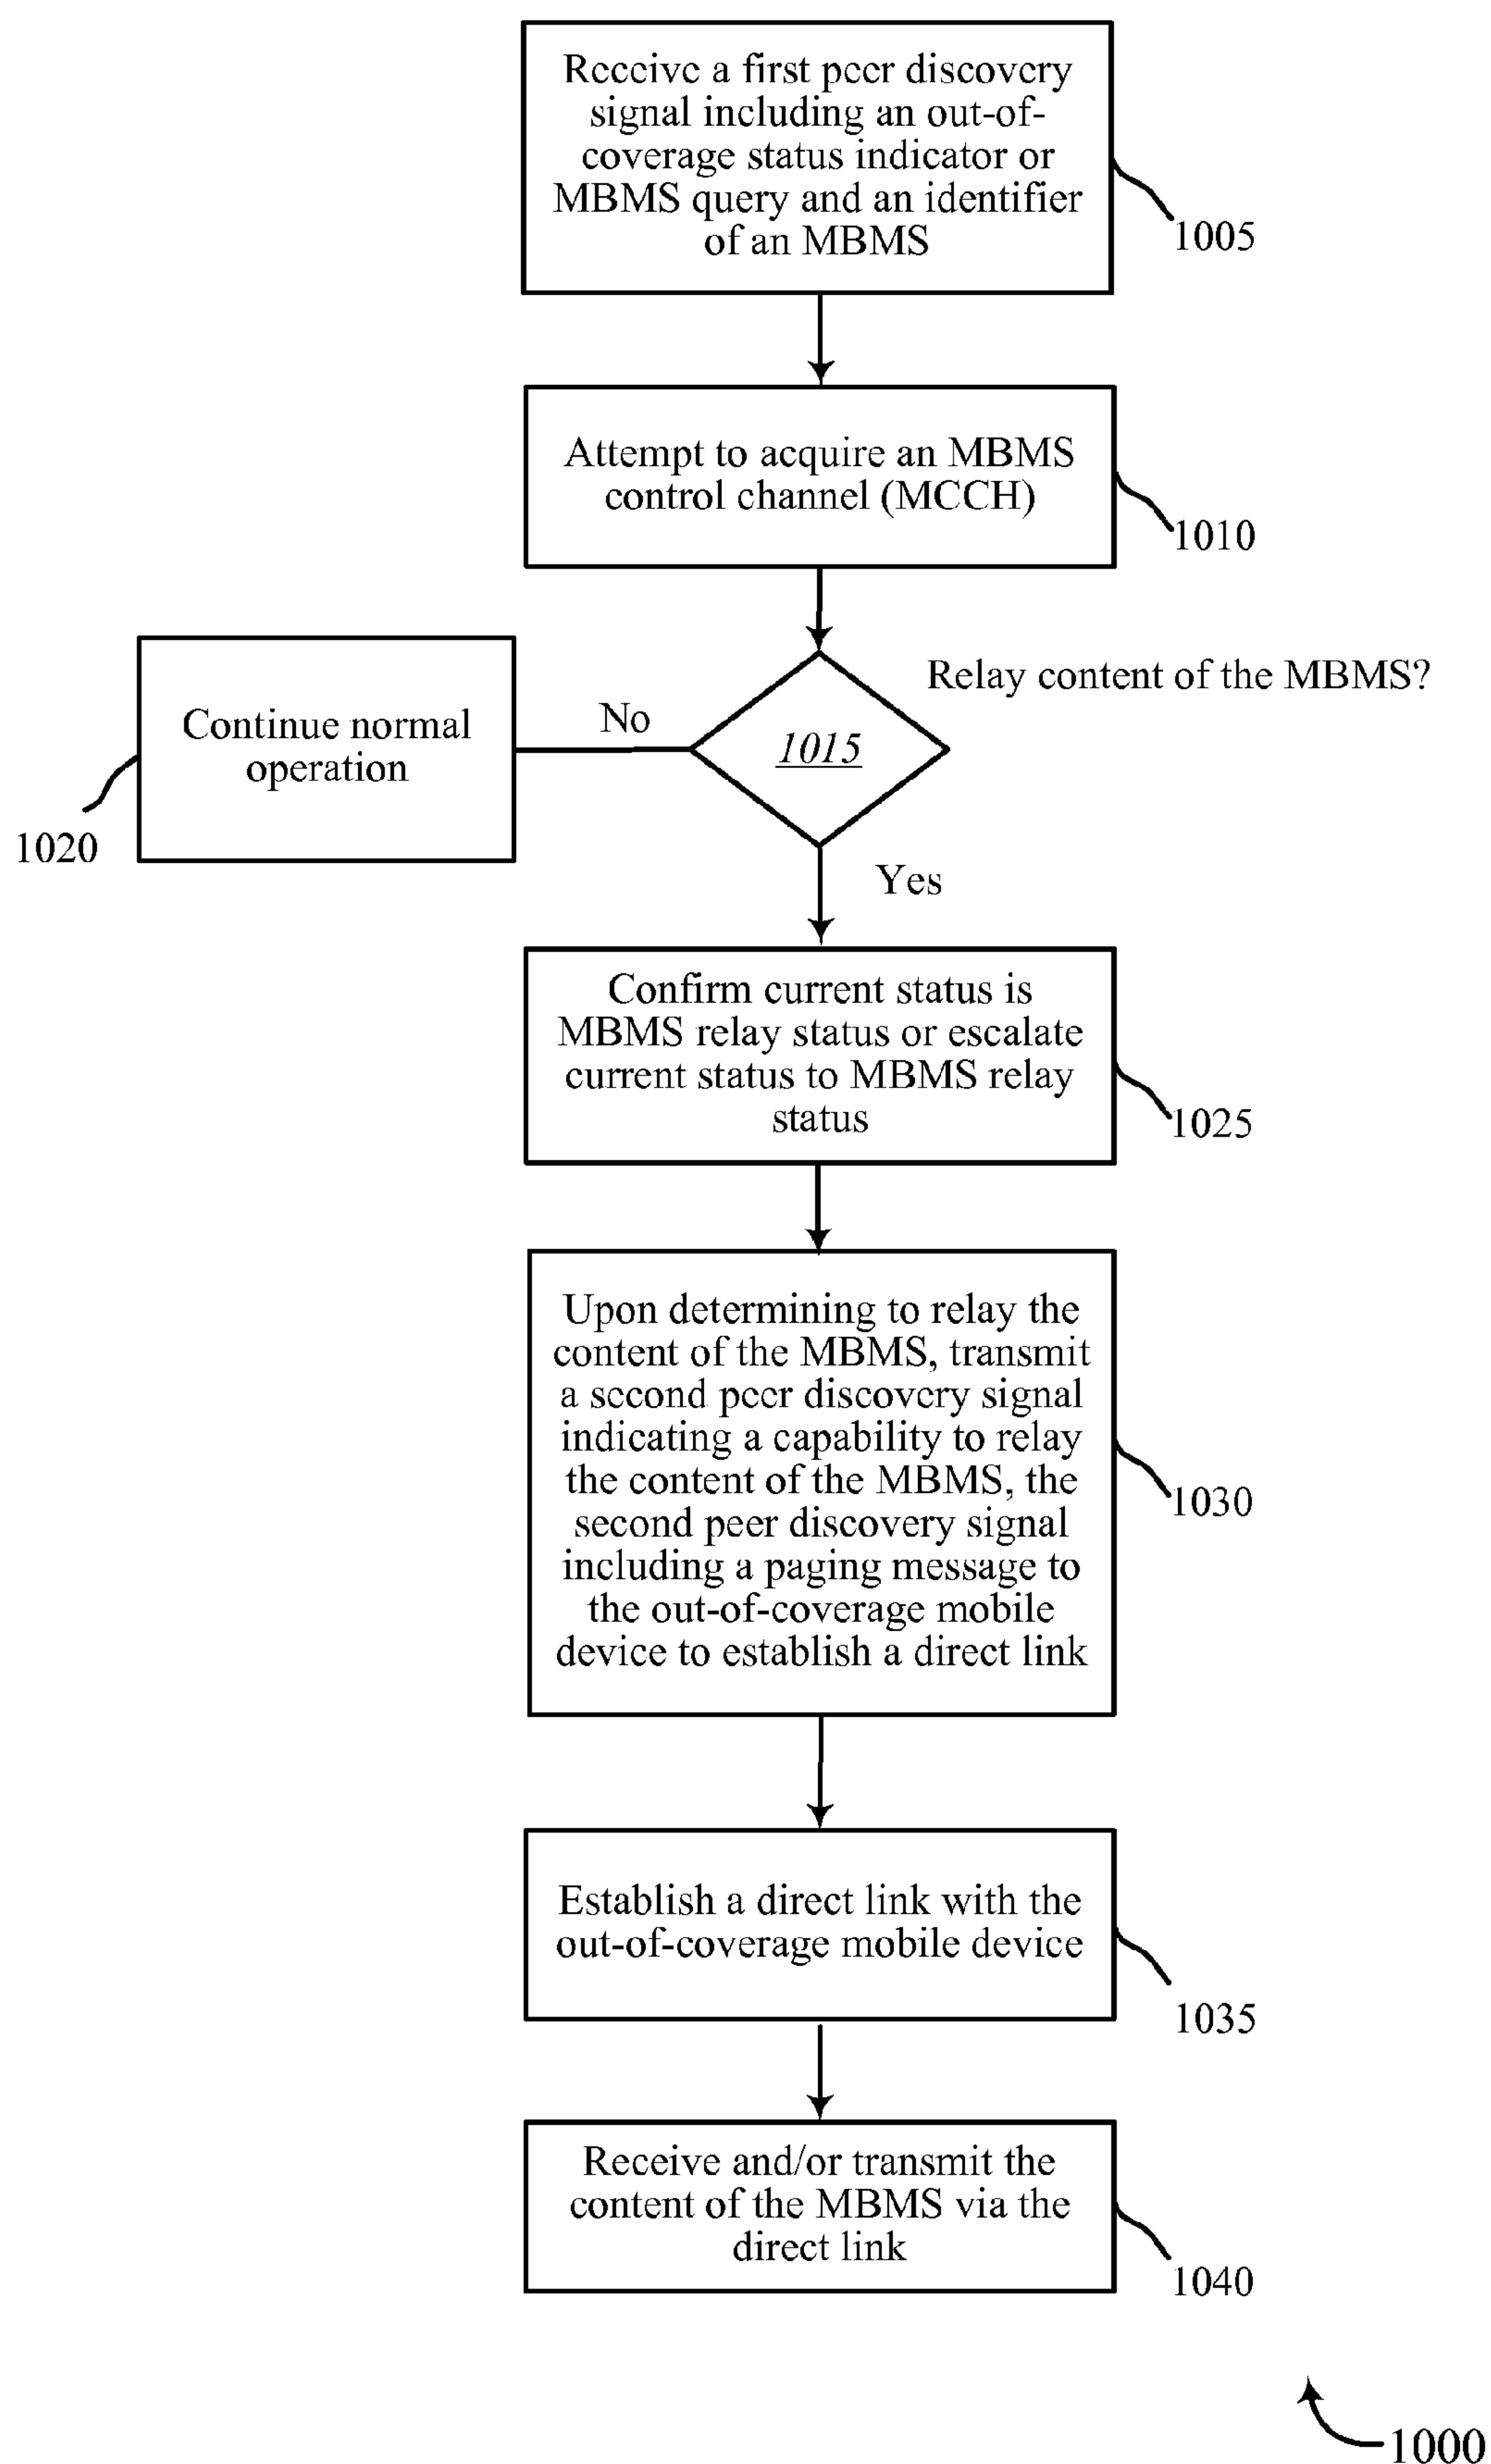 Receive a first peer discovery
signal including an out-of-
coverage status indicator or
MBMS query and an identifier
of an MBMS
1005
Attempt to acquire an MBMS
control channel (MCCH)
1010
Relay content of the MBMS?
No
1015
Continue normal
operation
1020
Yes
Confirm current status is
MBMS relay status or escalate
current status to MBMS relay
status
1025
Upon determining to relay the
content of the MBMS, transmit
a second peer discovery signal
indicating a capability to relay
the content of the MBMS, the
second peer discovery signal
including a paging message to
the out-of-coverage mobile
device to establish a direct link
1030
Establish a direct link with the
out-of-coverage mobile device
1035
Receive and/or transmit the
content of the MBMS via the
direct link
1040
1000